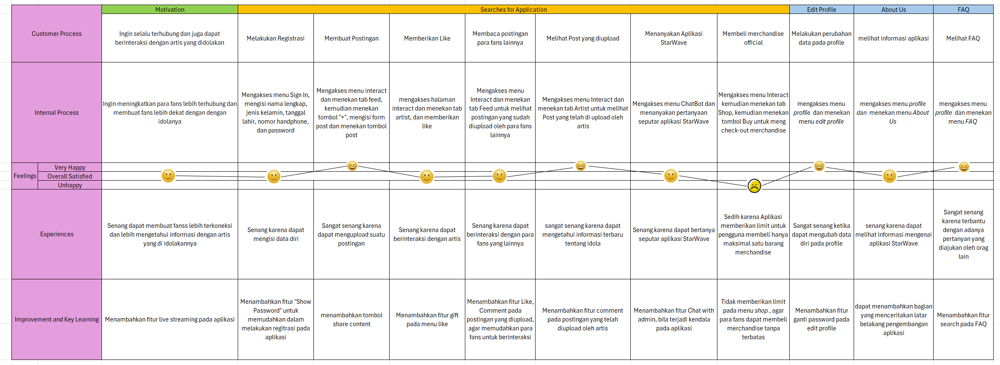 Motivation
Searches for Application
Edit Profile
About Us
FAQ
Customer Process
Ingin selalu terhubung dan juga dapat
berinteraksi dengan artis yang didolakan
Melakukan Registrasi
Membuat Postingan
Memberikan Like
Membaca postingan
para fans lainnya
Melihat Post yang diupload
Menanyakan Aplikasi
StarWave
Membeli merchandise
official
Melakukan perubahan
data pada profile
melihat informasi aplikasi
Melihat FAQ
Internal Process
Ingin meningkatkan para fans lebih terhubung dan
membuat fans lebih dekat dengan dengan
idolanya
Mengakses menu Sign In,
mengisi nama lengkap,
jenis kelamin, tanggal
lahir, nomor handphone,
dan password
Mengakses menu interact
dan menekan tab feed,
kemudian menekan
tombol "+", mengisi form
post dan menekan tombol
post
mengakses halaman
interact dan menekan tab
artist, dan memberikan
like
Mengakses menu
Interact dan menekan
tab Feed untuk melihat
postingan yang sudah
diupload oleh para fans
lainnya
Mengakses menu Interact dan
menekan tab Artist untuk melihat
Post yang telah di upload oleh
artis
Mengakses menu ChatBot dan
menanyakan pertanyaan
seputar aplikasi StarWave
Mengakses menu Interact
kemudian menekan tab
Shop, kemudian menekan
tombol Buy untuk meng
check-out merchandise
mengakses menu
profile dan menekan
menu edit profile
mengakses menu profile
dan menekan menu About
Us
mengakses menu
profile dan menekan
menu FAQ
Feelings
Very Happy
Overall Satisfied
Unhappy
Experiences
Senang dapat membuat fanss lebih terkoneksi
dan lebih mengetahui informasi dengan artis
yang di idolakannya
Senang karena dapat
mengisi data diri
Sangat senang karena
dapat mengupload suatu
postingan
Senang karena dapat
berinteraksi dengan artis
Senang karena dapat
berinteraksi dengan para
fans yang lainnya
sangat senang karena dapat
mengetahui informasi terbaru
tentang idola
Senang karena dapat bertanya
seputar aplikasi StarWave
Sedih karena Aplikasi
memberikan limit untuk
pengguna membeli hanya
maksimal satu barang
merchandise
Sangat senang ketika
dapat mengubah data
diri pada profile
senang karena dapat
melihat informasi mengenai
aplikasi StarWave
Sangat senang
karena terbantu
dengan adanya
pertanyan yang
diajukan oleh orag
lain
Improvement and Key Learning
Menambahkan fitur live streaming pada aplikasi
Menambahkan fitur "Show
Password" untuk
memudahkan dalam
melakukan regitrasi pada
aplikasi
menambahkan tombol
share content
Menambahkan fitur gift
pada menu like
Menambahkan fitur Like,
Comment pada
postingan yang diupload,
agar memudahkan para
fans untuk berinteraksi
Menambahkan fitur comment
pada postingan yang telah
diupload oleh artis
Menambahkan fitur Chat with
admin, bila terjadi kendala
pada aplikasi
Tidak memberikan limit
pada menu shop , agar
para fans dapat membeli
merchandise tanpa
terbatas
Menambahkan fitur
ganti password pada
edit profile
dapat menambahkan bagian
yang menceritakan latar
belakang pengembangan
aplikasi
Menambahkan fitur
search pada FAQ